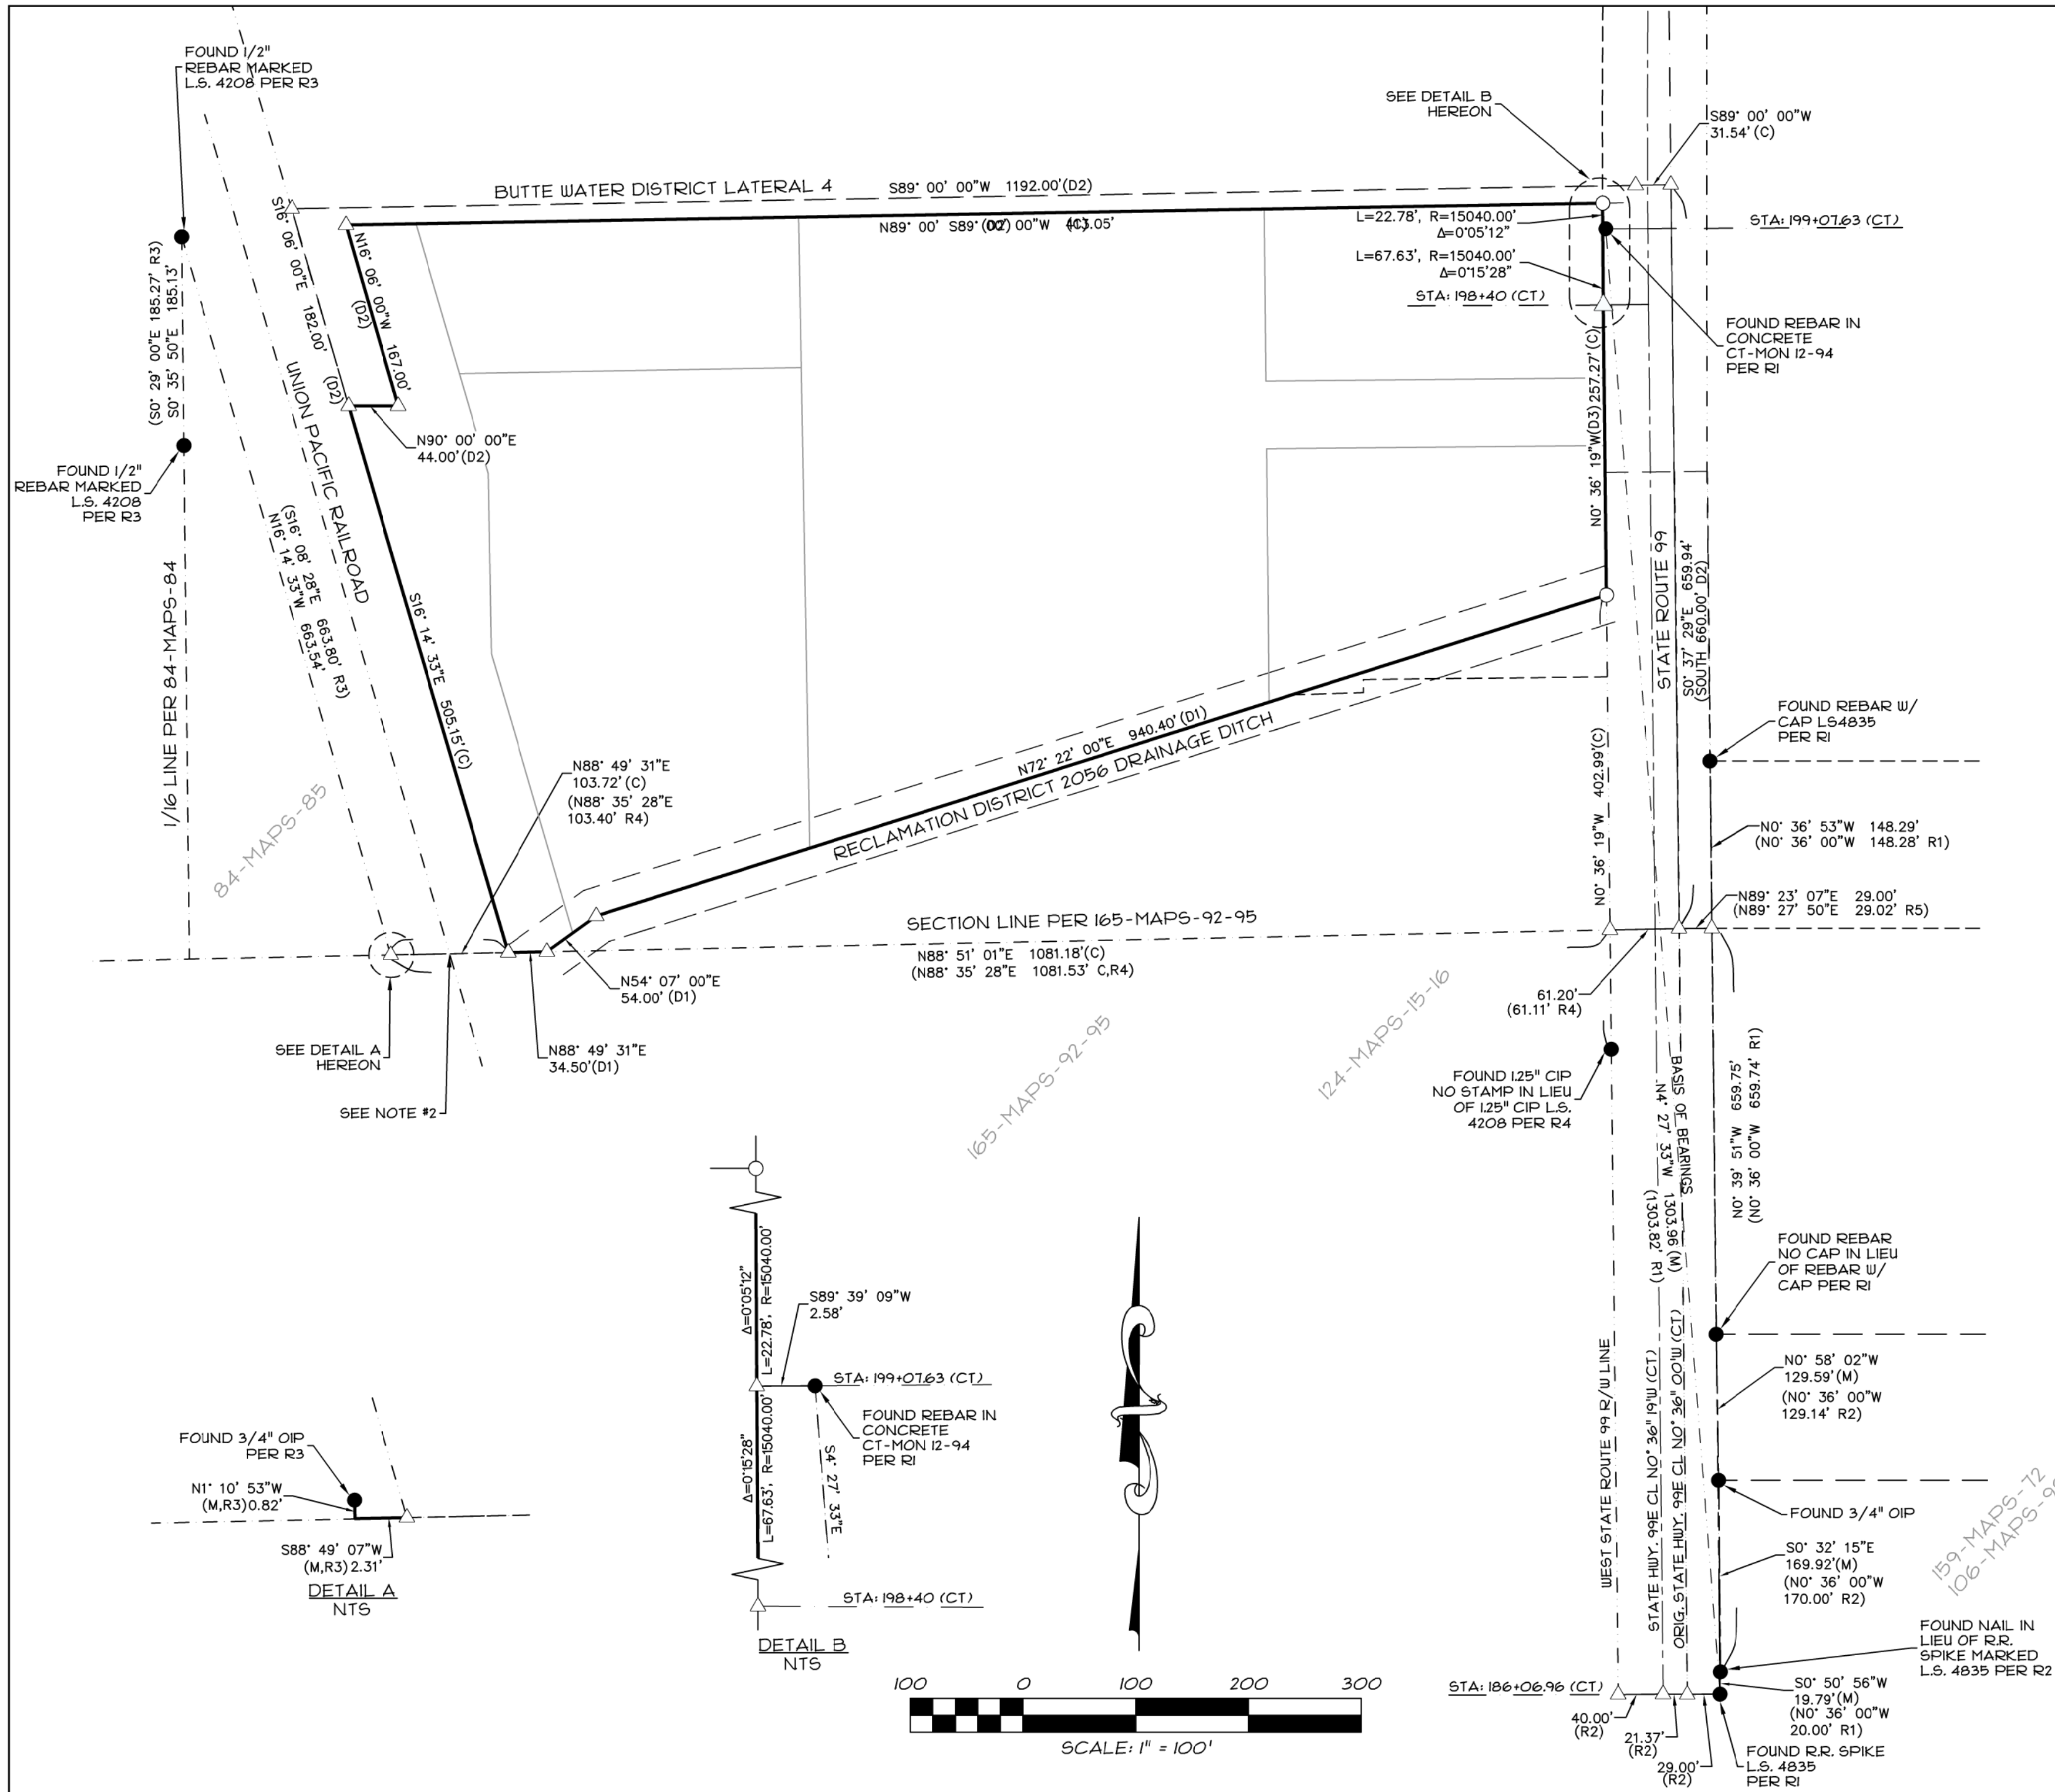 FOUND 1/2"
REBAR MARKED
L.S. 4208 PER R3
SEE DETAIL B
HEREON
S89° 00' 00"W
31.54' (C)
BUTTE WATER DISTRICT LATERAL 4
S89° 00' 00"W 1192.00'(D2)
N89° 00' S89° 00"W
L=22.78', R=15040.00'
Δ=0°05'12"
STA: 199+07.63 (CT)
L=67.63', R=15040.00'
Δ=0°15'28"
STA: 198+40 (CT)
FOUND REBAR IN
CONCRETE
CT-MON 12-94
PER R1
S16° 06' 00"E 182.00' (D2)
N16° 06' 00"W 167.00'
(D2)
(S0° 29' 00"E 185.27' R3)
S0° 35' 50"E 185.13'
N90° 00' 00"E
44.00'(D2)
FOUND 1/2"
REBAR MARKED
L.S. 4208
PER R3
UNION PACIFIC RAILROAD
(S16° 08' 28"E 663.80' R3)
N16° 14' 33"W 663.54'
S16° 14' 33"E 505.15'(C)
1/16 LINE PER 84-MAPS-84
84-MAPS-85
N0° 36' 19"W(D3) 257.27'(C)
STATE ROUTE 99
S0° 37' 29"E 659.94'
(SOUTH 660.00' D2)
N88° 49' 31"E
103.72' (C)
(N88° 35' 28"E
103.40' R4)
N72° 22' 00"E 940.40'(D1)
RECLAMATION DISTRICT 2056 DRAINAGE DITCH
N0° 36' 19"W 402.99'(C)
FOUND REBAR W/
CAP LS4835
PER R1
N0° 36' 53"W 148.29'
(N0° 36' 00"W 148.28' R1)
N89° 23' 07"E 29.00'
(N89° 27' 50"E 29.02' R5)
SECTION LINE PER 165-MAPS-92-95
N88° 51' 01"E 1081.18'(C)
(N88° 35' 28"E 1081.53' C,R4)
N54° 07' 00"E
54.00' (D1)
61.20'
(61.11' R4)
SEE DETAIL A
HEREON
N88° 49' 31"E
34.50'(D1)
SEE NOTE #2
165-MAPS-92-95
124-MAPS-15-16
FOUND 1.25" CIP
NO STAMP IN LIEU
OF 1.25" CIP L.S.
4208 PER R4
BASIS OF BEARINGS
N4° 27' 33"W 1303.96 (M)
(1303.82' R1)
N0° 39' 51"W 659.75'
(N0° 36' 00"W 659.74' R1)
FOUND REBAR
NO CAP IN LIEU
OF REBAR W/
CAP PER R1
N0° 58' 02"W
129.59'(M)
(N0° 36' 00"W
129.14' R2)
FOUND 3/4" OIP
S0° 32' 15"E
169.92'(M)
(N0° 36' 00"W
170.00' R2)
159-MAPS-72
106-MAPS-
FOUND NAIL IN
LIEU OF R.R.
SPIKE MARKED
L.S. 4835 PER R2
S0° 50' 56"W
19.79'(M)
(N0° 36' 00"W
20.00' R1)
FOUND R.R. SPIKE
L.S. 4835
PER R1
WEST STATE ROUTE 99 R/W LINE
STATE HWY. 99E CL N0° 36" 19"W (CT)
ORIG. STATE HWY. 99E CL N0° 36" 00"W (CT)
STA: 186+06.96 (CT)
40.00'
(R2)
21.37'
(R2)
29.00'
(R2)
Δ=0°05'12"
L=22.78', R=15040.00'
S89° 39' 09"W
2.58'
STA: 199+07.63 (CT)
FOUND REBAR IN
CONCRETE
CT-MON 12-94
PER R1
Δ=0°15'28"
L=67.63', R=15040.00'
S4° 27' 33"E
STA: 198+40 (CT)
DETAIL B
NTS
FOUND 3/4" OIP
PER R3
N1° 10' 53"W
(M,R3)0.82'
S88° 49' 07"W
(M,R3)2.31'
DETAIL A
NTS
100 0 100 200 300
SCALE: 1" = 100'